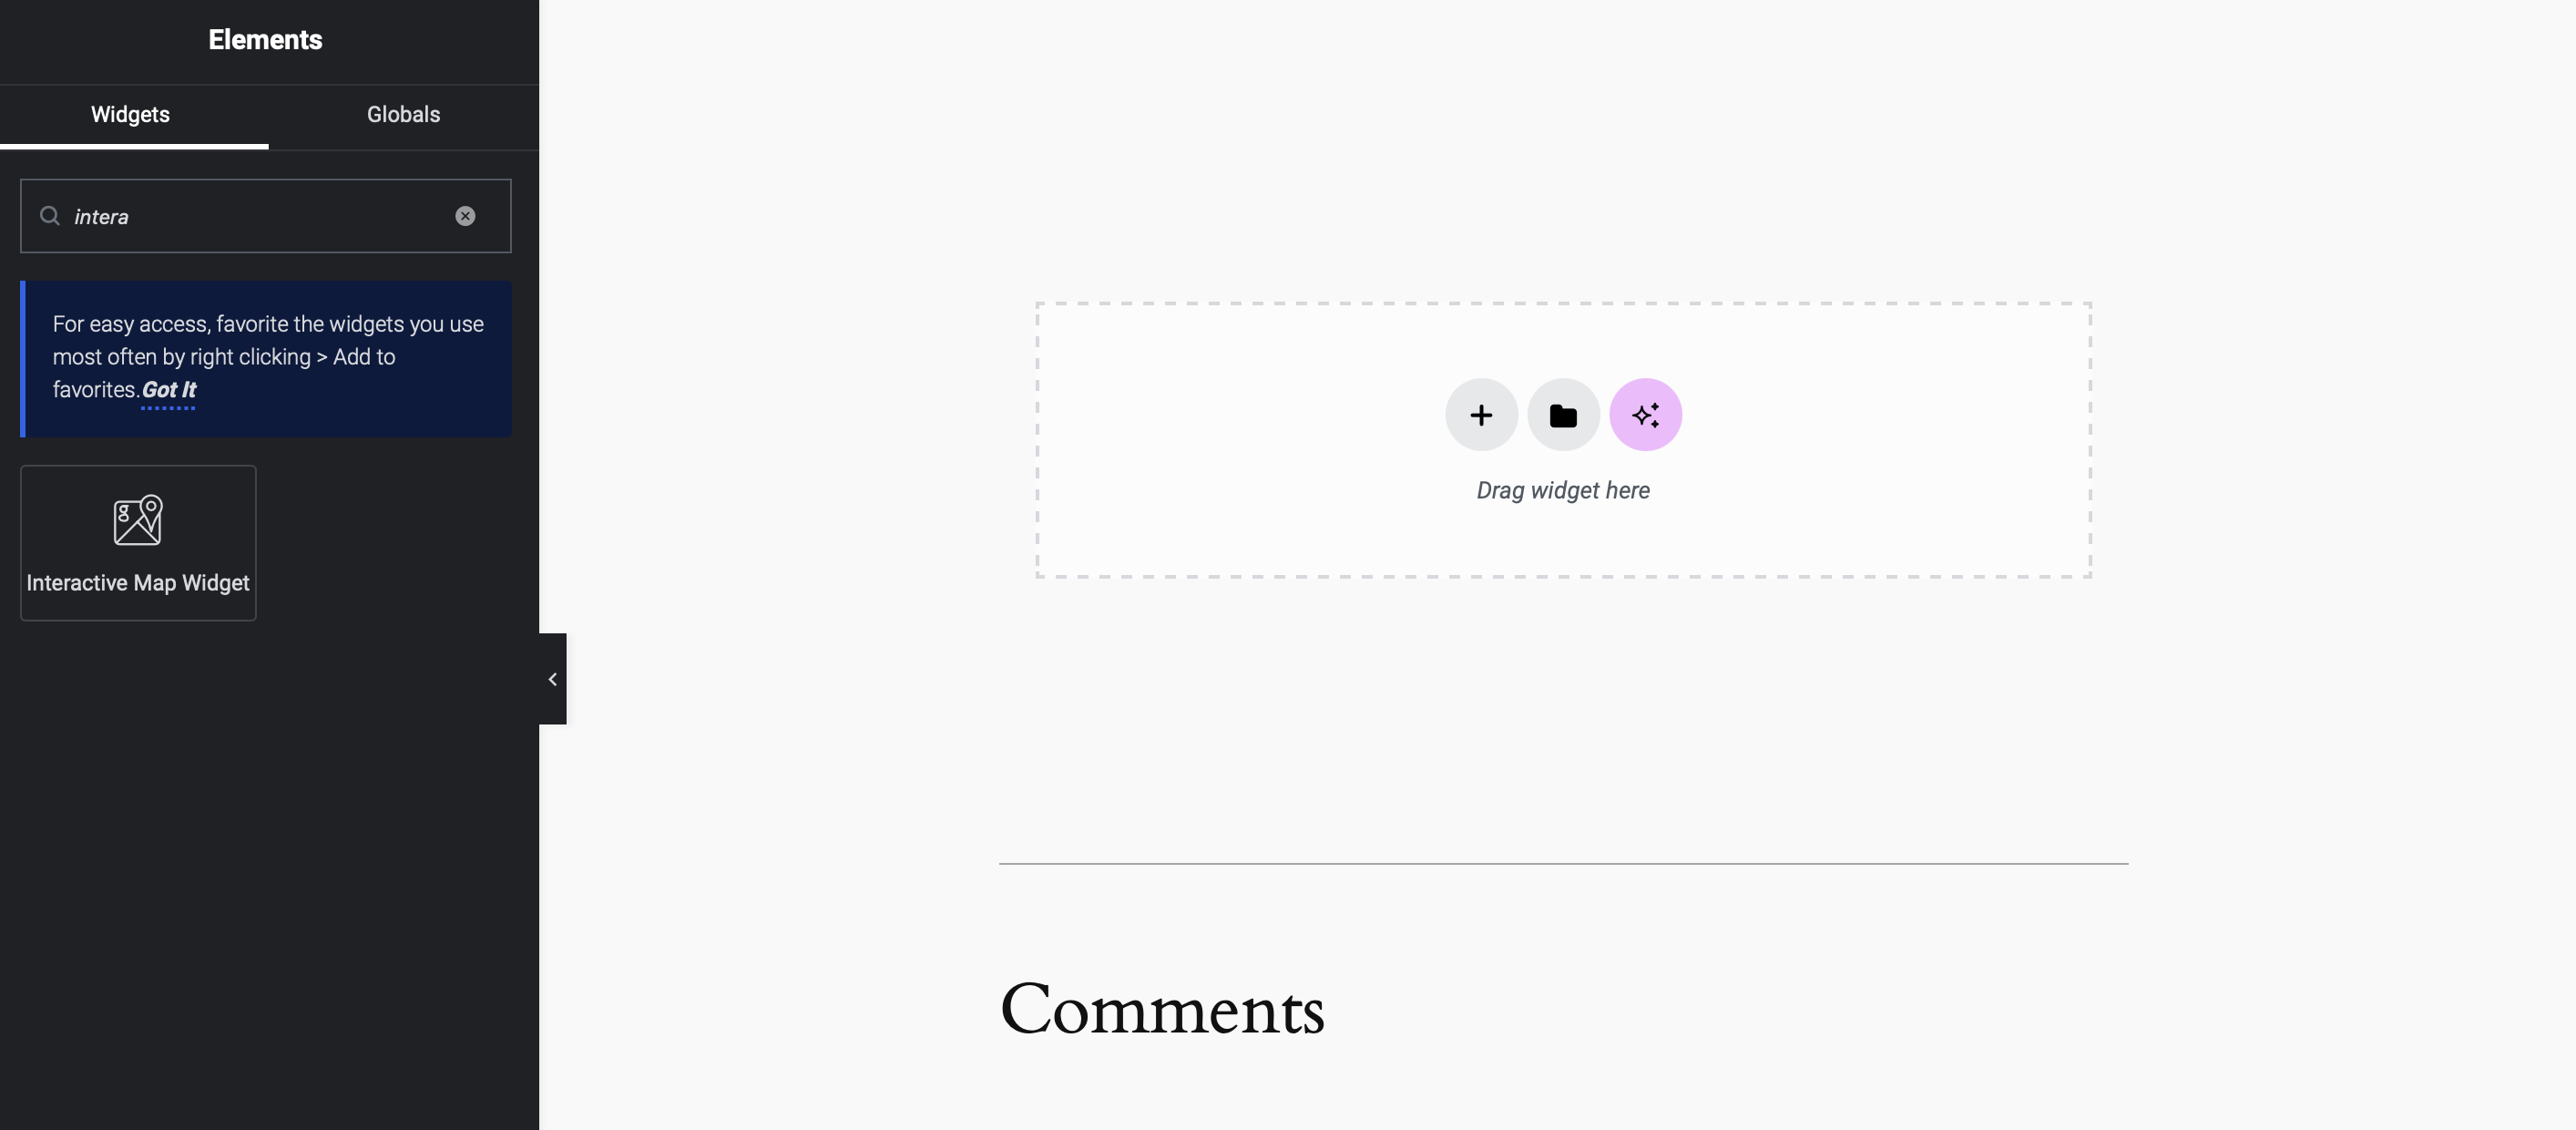 Elements
Widgets
Globals
intera
For easy access, favorite the widgets you use
most often by right clicking > Add to
favorites. Got It
Interactive Map Widget
Drag widget here
Comments